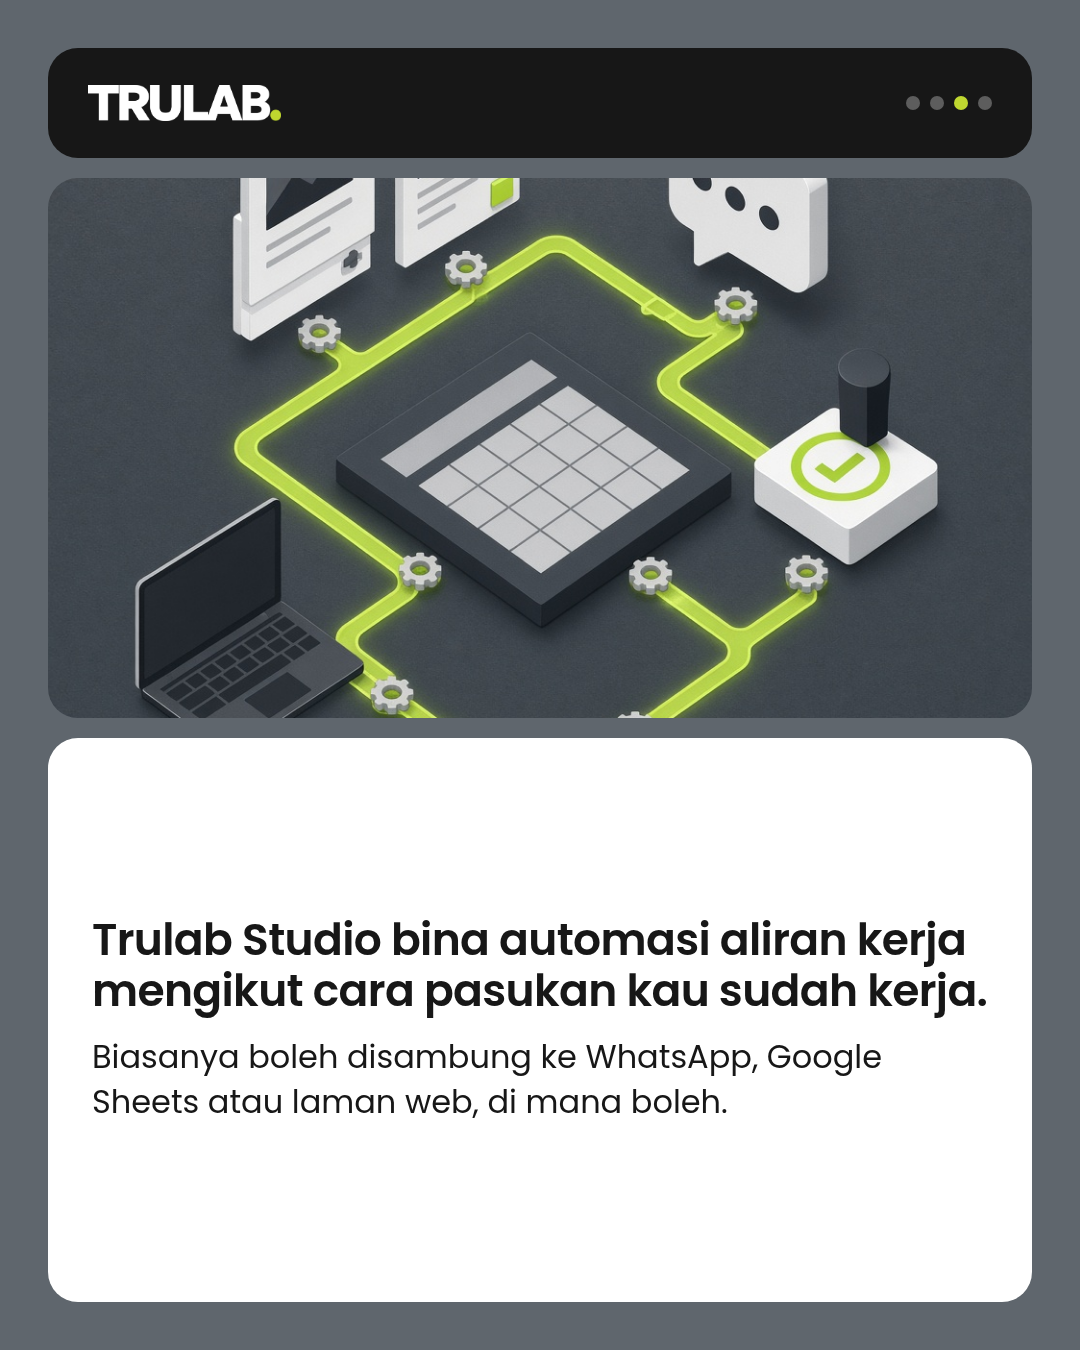 TRULAB.
Trulab Studio bina automasi aliran kerja
mengikut cara pasukan kau sudah kerja.
Biasanya boleh disambung ke WhatsApp, Google
Sheets atau laman web, di mana boleh.